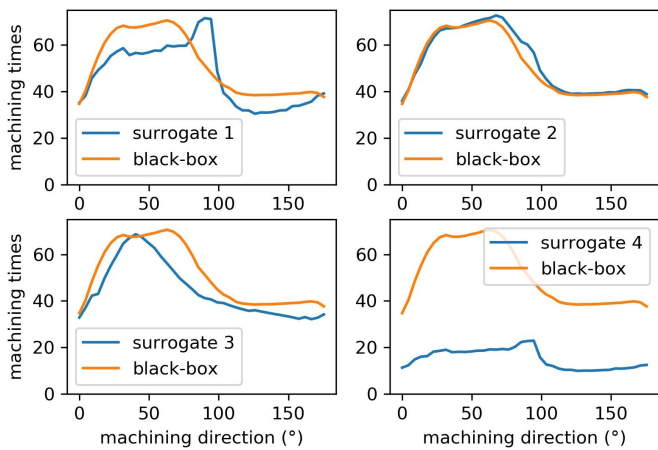 machining times
60
40
20
0
surrogate 1
black-box
0 50 100 150
60
40
20
0
surrogate 2
black-box
0 50 100 150
machining times
60
40
20
0
surrogate 3
black-box
0 50 100 150
machining direction (°)
60
40
20
0
surrogate 4
black-box
0 50 100 150
machining direction (°)